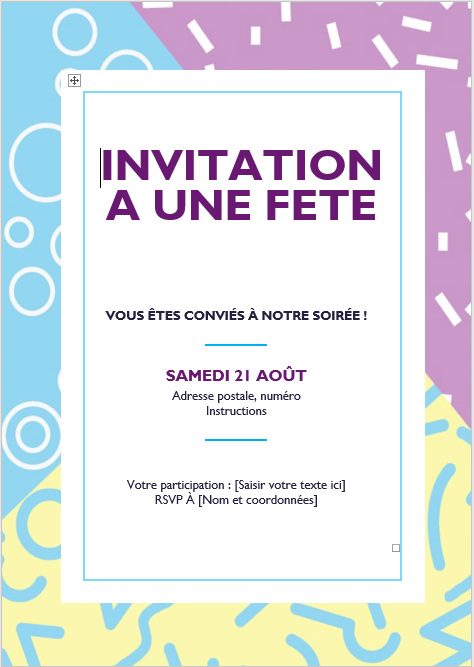 INVITATION
A UNE FETE
VOUS ÊTES CONVIÉS À NOTRE SOIRÉE !
SAMEDI 21 AOÛT
Adresse postale, numéro
Instructions
Votre participation : [Saisir votre texte ici]
RSVP À [Nom et coordonnées]